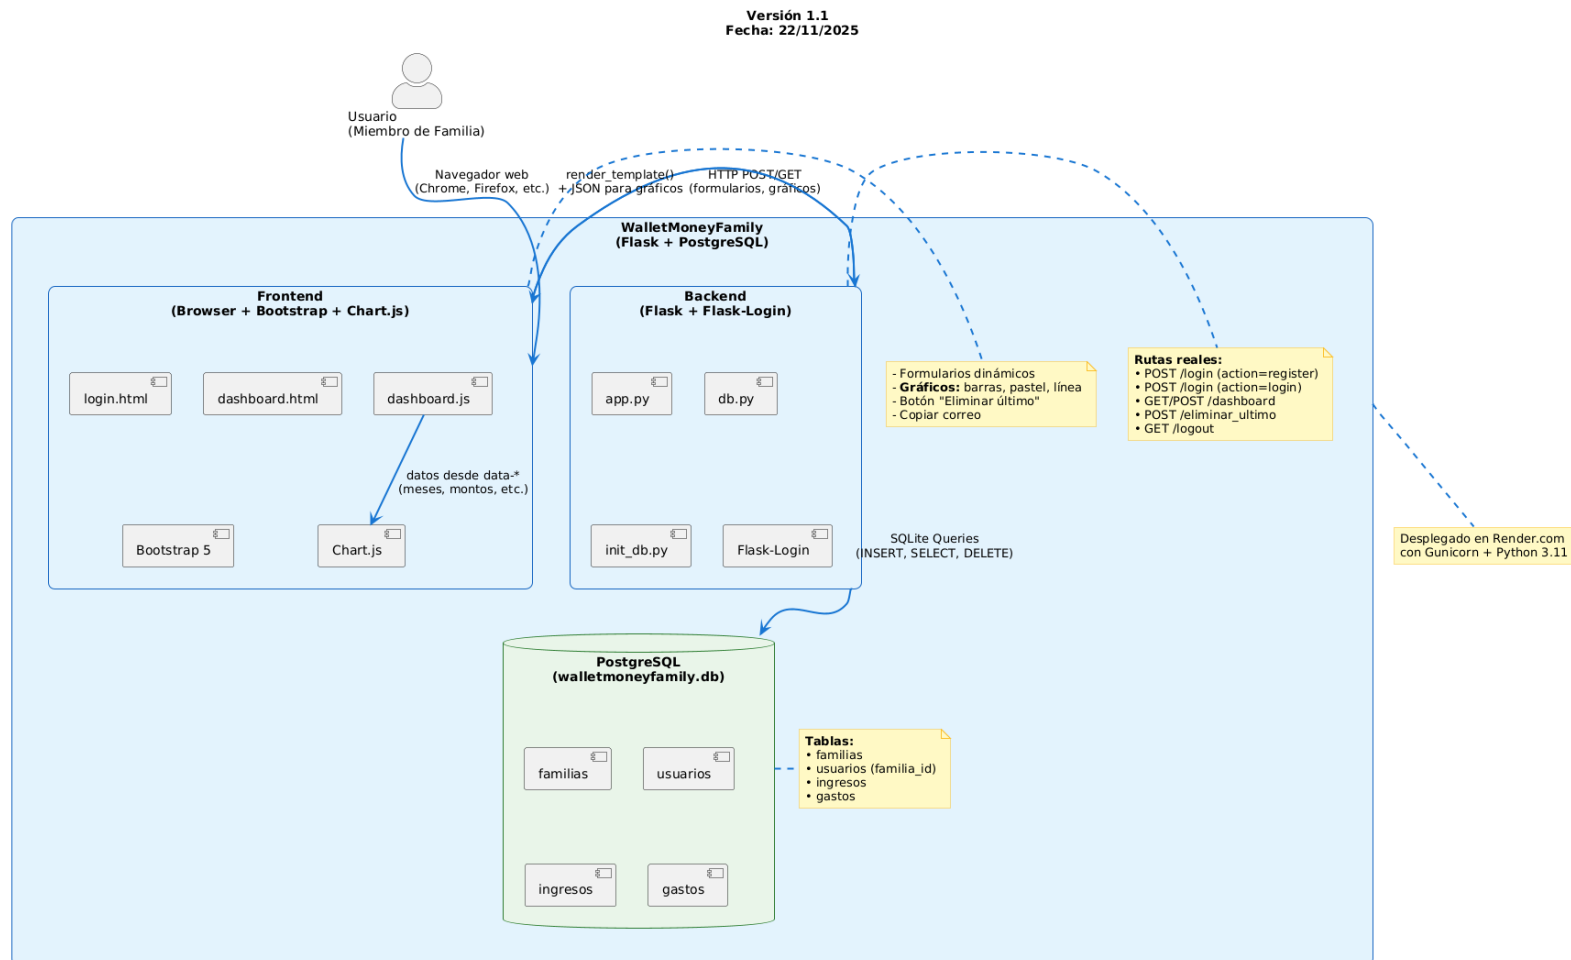 Versión 1.1
Fecha: 22/11/2025
Usuario
(Miembro de Familia)
Navegador web
(Chrome, Firefox, etc.)
render_template()
+ JSON para gráficos
HTTP POST/GET
(formularios, gráficos)
WalletMoneyFamily
(Flask + PostgreSQL)
Frontend
(Browser + Bootstrap + Chart.js)
login.html
dashboard.html
dashboard.js
datos desde data-*
(meses, montos, etc.)
Bootstrap 5
Chart.js
Backend
(Flask + Flask-Login)
app.py
db.py
init_db.py
Flask-Login
- Formularios dinámicos
- Gráficos: barras, pastel, línea
- Botón "Eliminar último"
- Copiar correo
Rutas reales:
• POST /login (action=register)
• POST /login (action=login)
• GET/POST /dashboard
• POST /eliminar_ultimo
• GET /logout
Desplegado en Render.com
con Gunicorn + Python 3.11
SQLite Queries
(INSERT, SELECT, DELETE)
PostgreSQL
(walletmoneyfamily.db)
familias
usuarios
ingresos
gastos
Tablas:
• familias
• usuarios (familia_id)
• ingresos
• gastos